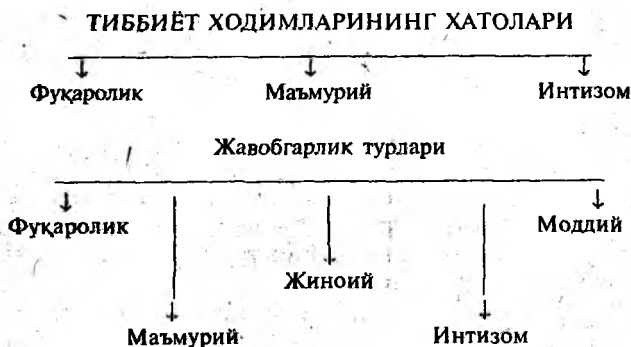 ТИББИЁТ ХОДИМЛАРИНИНГ ХАТОЛАРИ
Фуқаролик Маъмурий Интизом
Жавобгарлик турлари
Фуқаролик Моддий
Жиноий
Маъмурий Интизом